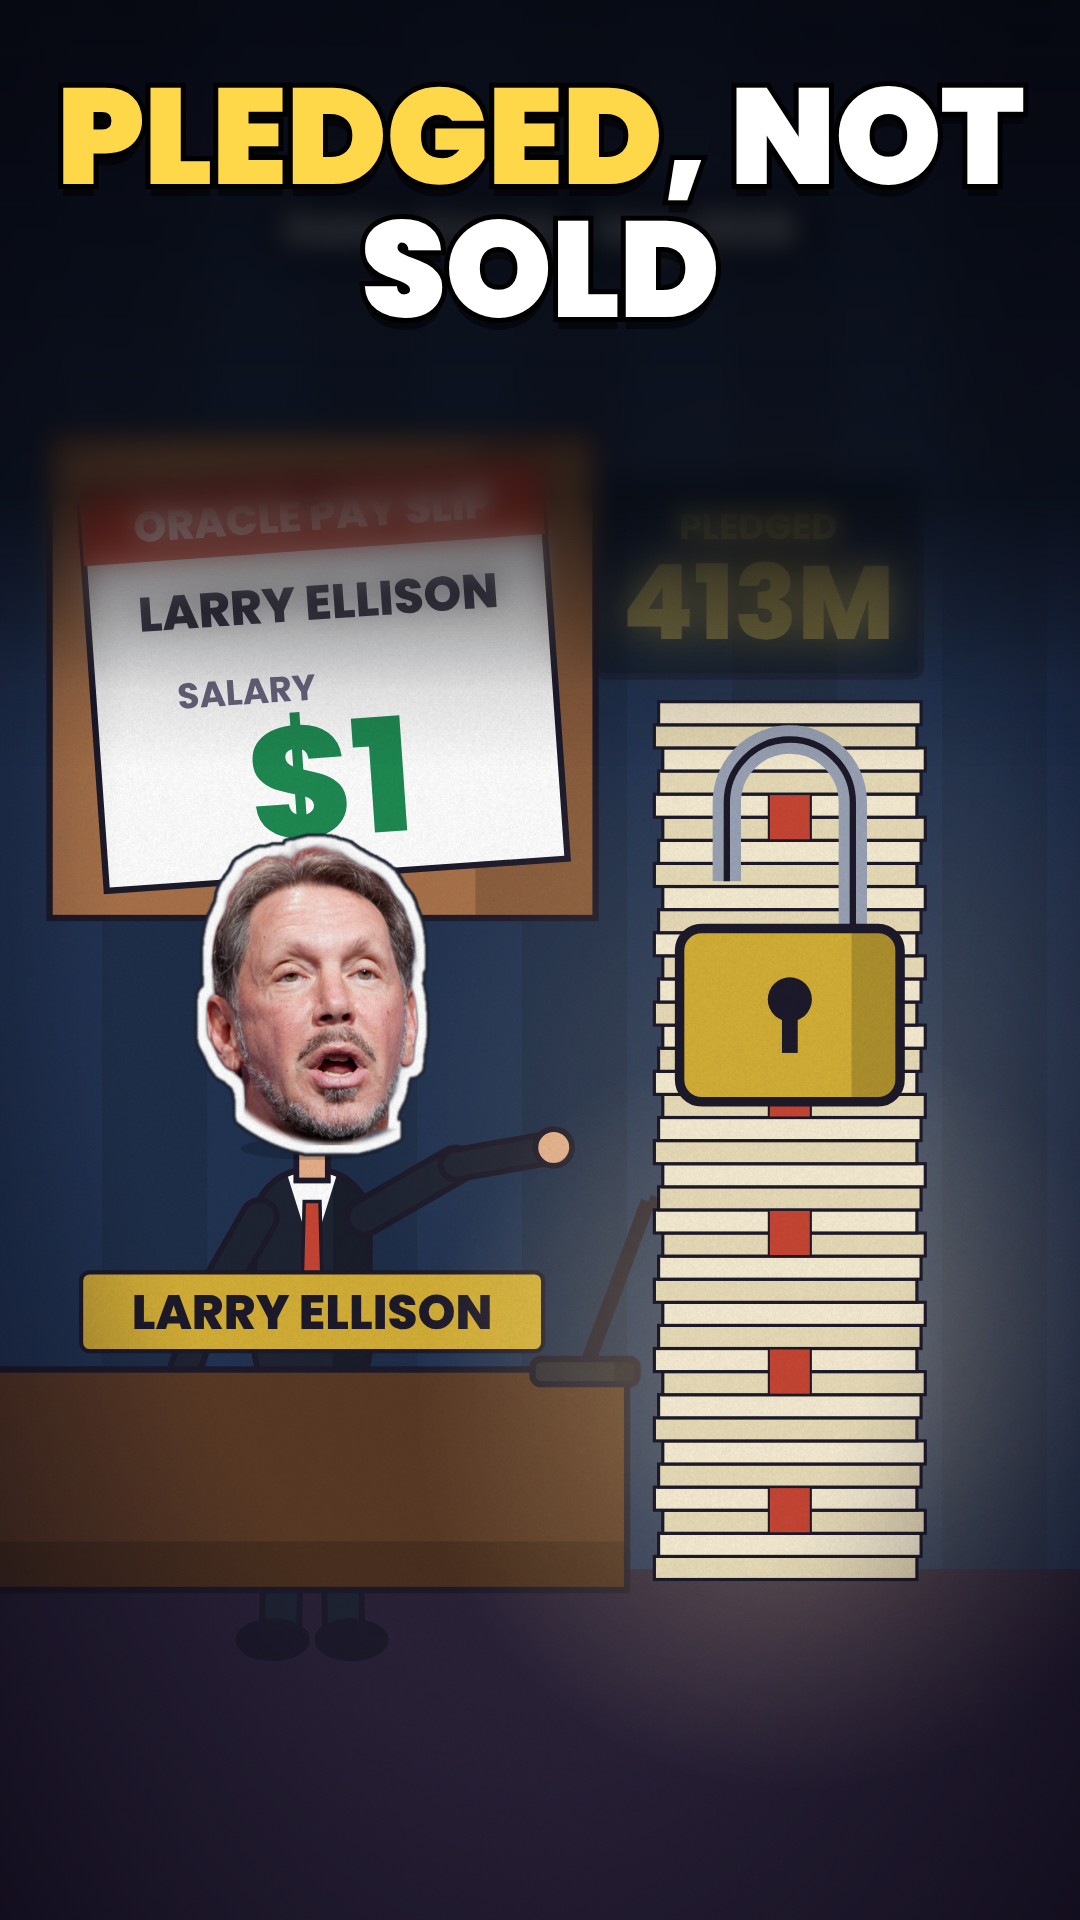 PLEDGED, NOT
SOLD
ORACLE PAY SLIP
LARRY ELLISON
SALARY
$1
PLEDGED
413M
LARRY ELLISON